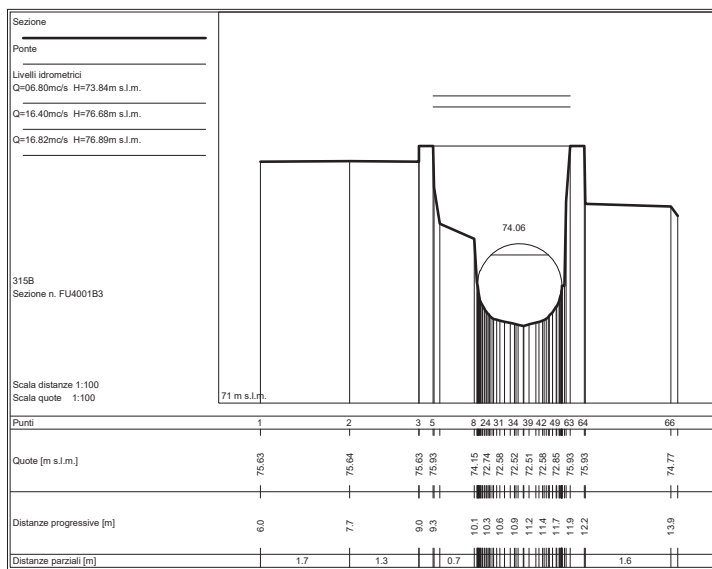 Sezione
Ponte
Livelli idrometrici
Q=06.80mc/s H=73.84m s.l.m.
Q=16.40mc/s H=76.68m s.l.m.
Q=16.82mc/s H=76.89m s.l.m.
74.06
315B
Sezione n. FU4001B3
Scala distanze 1:100
Scala quote 1:100
71 m s.l.m.
Punti 1 2 3 5 8 24 31 34 39 42 49 63 64 66
Quote [m s.l.m.] 75.63 75.64 75.63 75.93 74.15 72.74 72.58 72.52 72.51 72.58 72.85 75.93 75.93 74.77
Distanze progressive [m] 6.0 7.7 9.0 9.3 10.1 10.3 10.6 10.9 11.2 11.4 11.7 11.9 12.2 13.9
Distanze parziali [m] 1.7 1.3 0.7 1.6